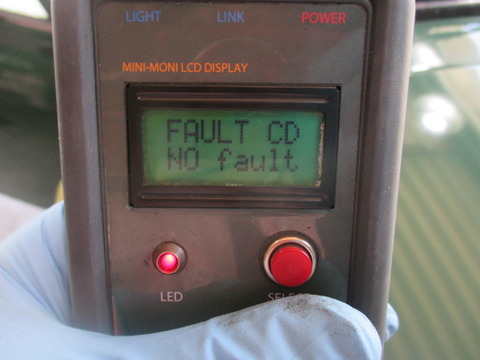 LIGHT LINK POWER
MINI-MONI LCD DISPLAY
FAULT CD
NO fault
LED